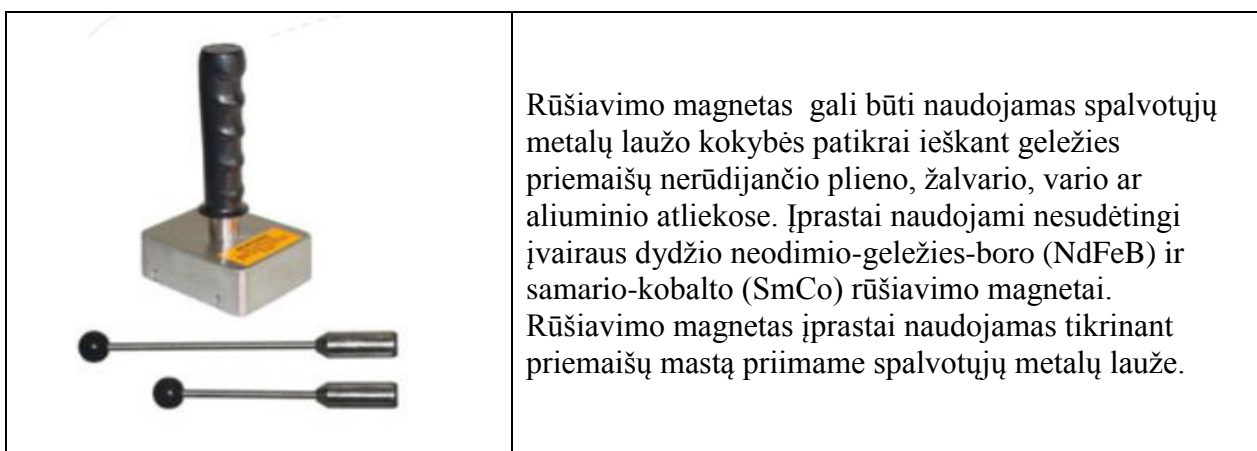 Rūšiavimo magnetas  gali būti naudojamas spalvotųjų
metalų laužo kokybės patikrai ieškant geležies
priemaišų nerūdijančio plieno, žalvario, vario ar
aliuminio atliekose. Įprastai naudojami nesudėtingi
įvairaus dydžio neodimio-geležies-boro (NdFeB) ir
samario-kobalto (SmCo) rūšiavimo magnetai.
Rūšiavimo magnetas įprastai naudojamas tikrinant
priemaišų mastą priimame spalvotųjų metalų lauže.